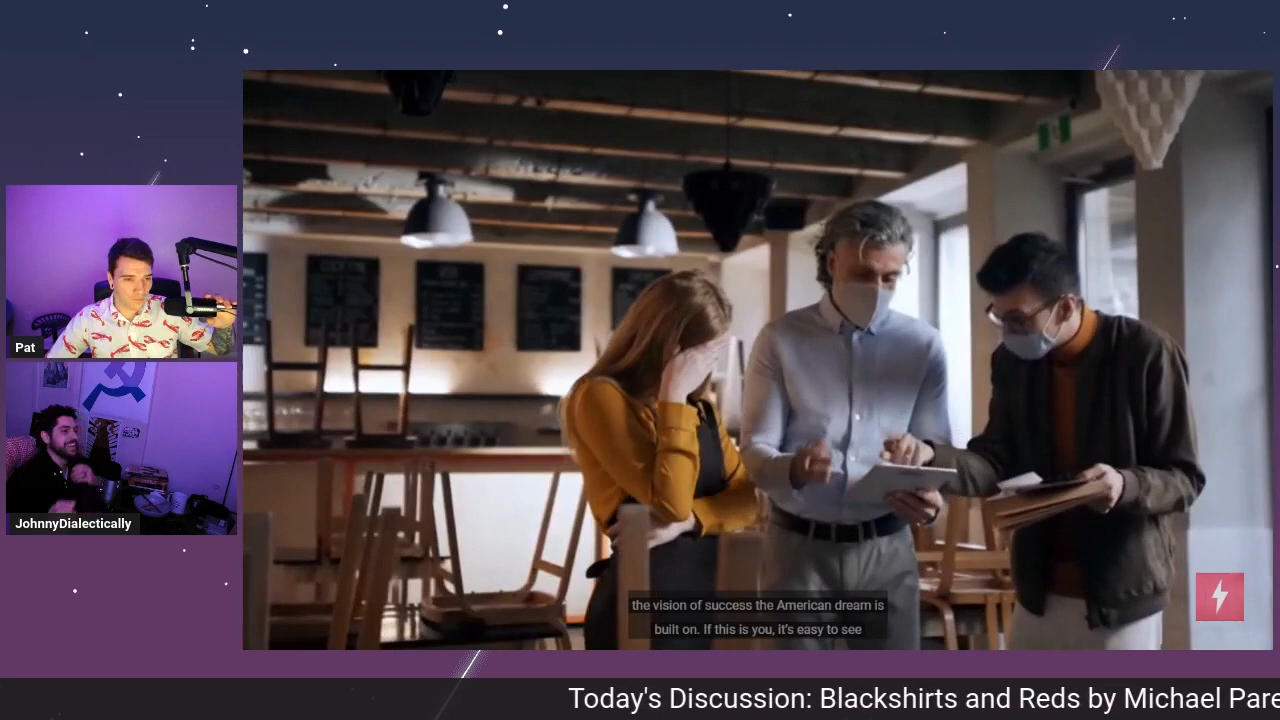 Pat
JohnnyDialectically
the vision of success the American dream is
built on. If this is you, it's easy to see
Today's Discussion: Blackshirts and Reds by Michael Pare